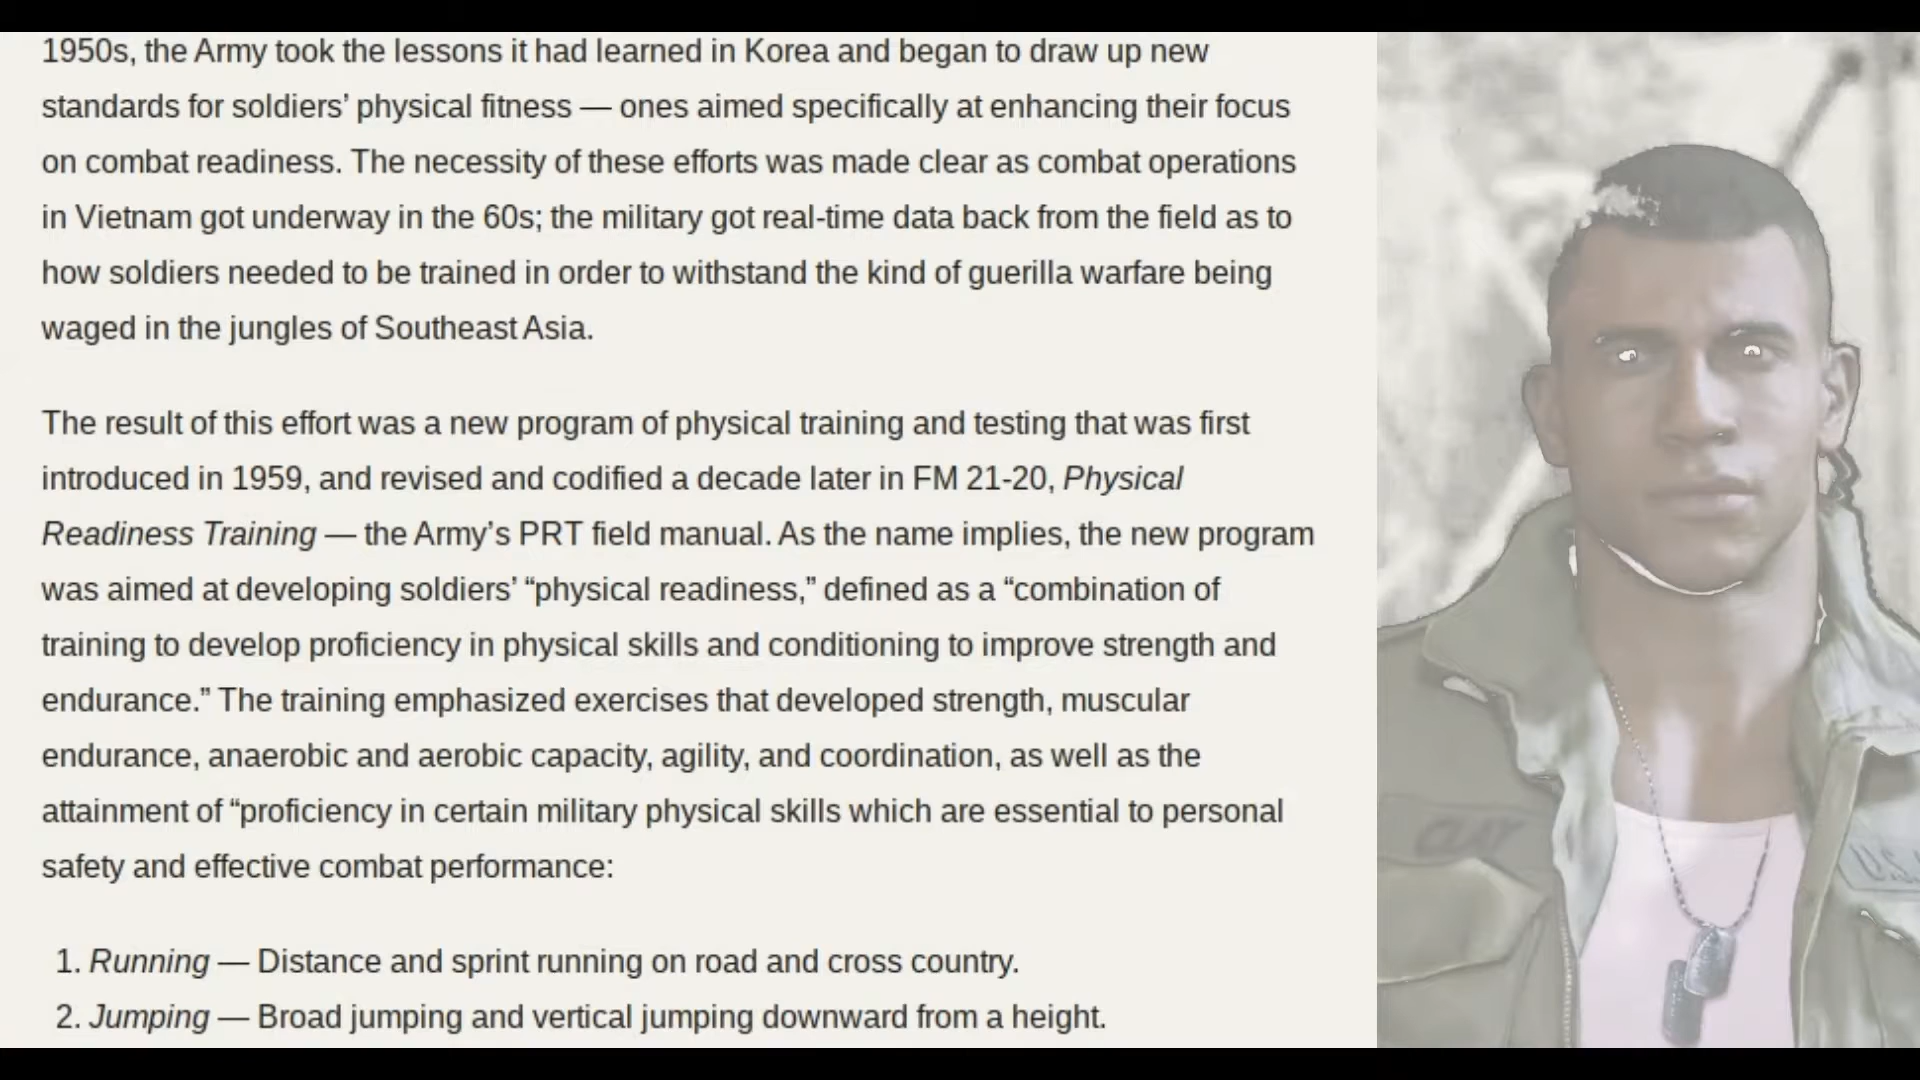 1950s, the Army took the lessons it had learned in Korea and began to draw up new
standards for soldiers’ physical fitness — ones aimed specifically at enhancing their focus
on combat readiness. The necessity of these efforts was made clear as combat operations
in Vietnam got underway in the 60s; the military got real-time data back from the field as to
how soldiers needed to be trained in order to withstand the kind of guerilla warfare being
waged in the jungles of Southeast Asia.
The result of this effort was a new program of physical training and testing that was first
introduced in 1959, and revised and codified a decade later in FM 21-20, Physical
Readiness Training — the Army’s PRT field manual. As the name implies, the new program
was aimed at developing soldiers’ “physical readiness,” defined as a “combination of
training to develop proficiency in physical skills and conditioning to improve strength and
endurance.” The training emphasized exercises that developed strength, muscular
endurance, anaerobic and aerobic capacity, agility, and coordination, as well as the
attainment of “proficiency in certain military physical skills which are essential to personal
safety and effective combat performance:
1. Running — Distance and sprint running on road and cross country.
2. Jumping — Broad jumping and vertical jumping downward from a height.
CLAY
U.S.